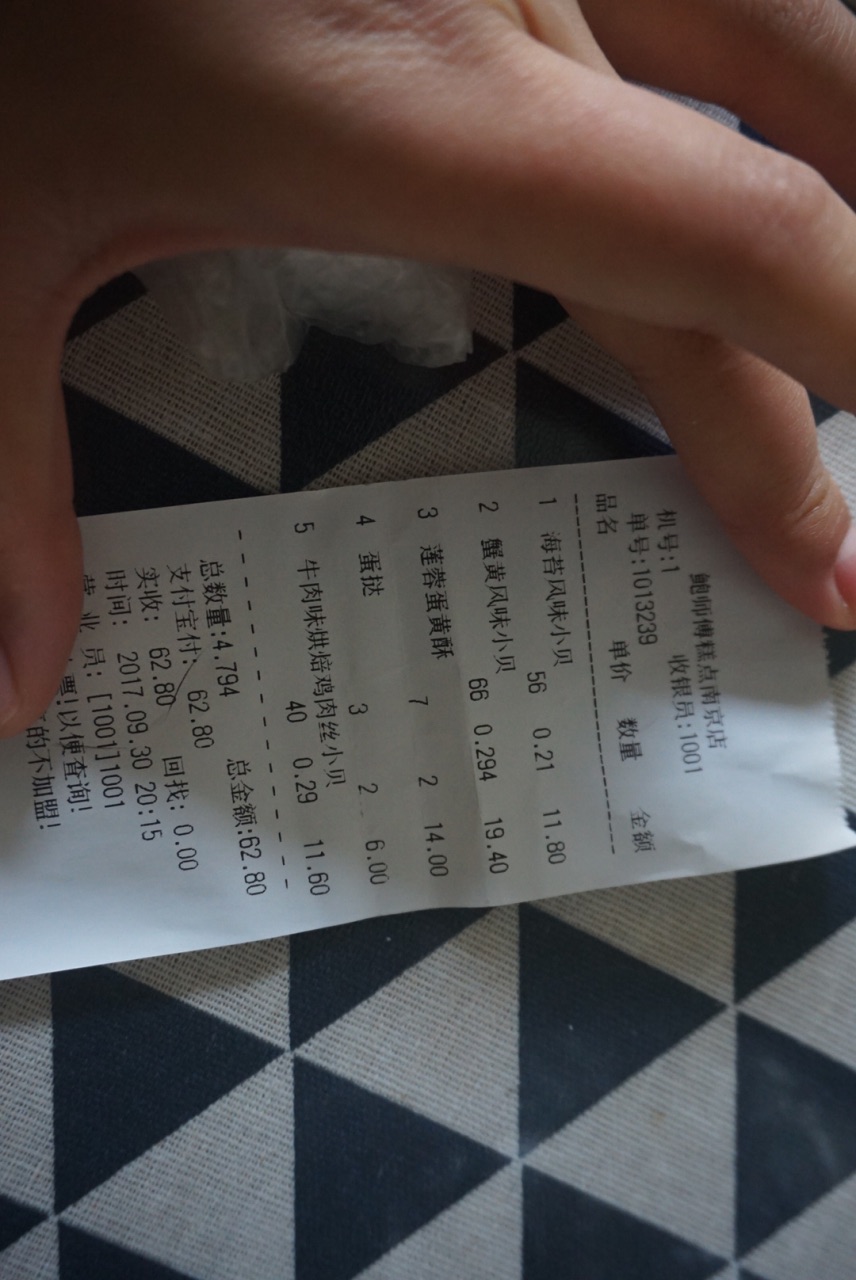 鲍师傅糕点南京店
机号:1 收银员:1001
单号:1013239
品名 单价 数量 金额
1 海苔风味小贝
56 0.21 11.80
2 蟹黄风味小贝
66 0.294 19.40
3 莲蓉蛋黄酥
7 2 14.00
4 蛋挞
3 2 6.00
5 牛肉味烘焙鸡肉丝小贝
40 0.29 11.60
总数量:4.794 总金额:62.80
支付宝付: 62.80
实收: 62.80 回找: 0.00
时间: 2017.09.30 20:15
营 业 员: [1001]1001
票!以便查询!
的不加盟!